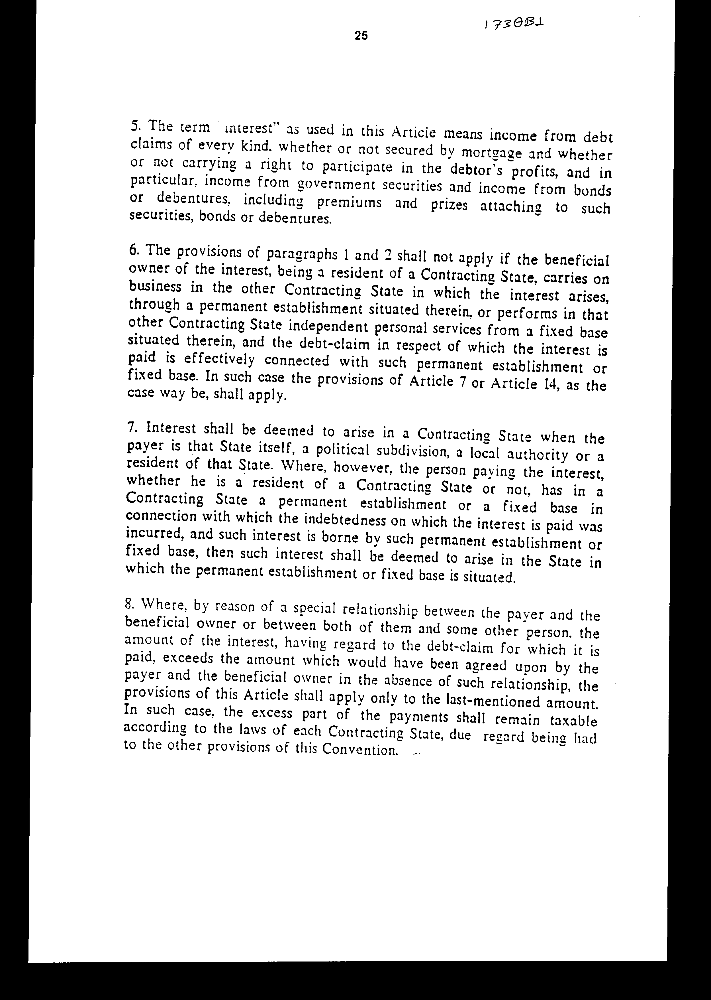 25
5. The term interest” as used in this Article means income from debt
claims of every kind, whether or not secured by mortgage and whether
or not carrying a right to participate in the debtor's profits, and in
particular, income from government securities and income from bonds
or debentures, including premiums and prizes attaching to such
securities, bonds or debentures.
6. The provisions of paragraphs 1 and 2 shall not apply if the beneficial
owner of the interest, being a resident of a Contracting State, carries on
business in the other Contracting State in which the interest arises,
through a permanent establishment situated therein, or performs in that
other Contracting State independent personal services from a fixed base
situated therein, and the debt-claim in respect of which the interest is
paid is effectively connected with such permanent establishment or
fixed base. In such case the provisions of Article 7 or Article 14, as the
case way be, shall apply.
7. Interest shall be deemed to arise in a Contracting State when the
payer is that State itself, a political subdivision, a local authority or a
resident of that State. Where, however, the person paying the interest,
whether he is a resident of a Contracting State or not, has in a
Contracting State a permanent establishment or a fixed base in
connection with which the indebtedness on which the interest is paid was
incurred, and such interest is borne by such permanent establishment or
fixed base, then such interest shall be deemed to arise in the State in
which the permanent establishment or fixed base is situated.
8. Where, by reason of a special relationship between the payer and the
beneficial owner or between both of them and some other person, the
amount of the interest, having regard to the debt-claim for which it is
paid, exceeds the amount which would have been agreed upon by the
payer and the beneficial owner in the absence of such relationship, the
provisions of this Article shall apply only to the last-mentioned amount.
In such case, the excess part of the payments shall remain taxable
according to the laws of each Contracting State, due regard being had
to the other provisions of this Convention.